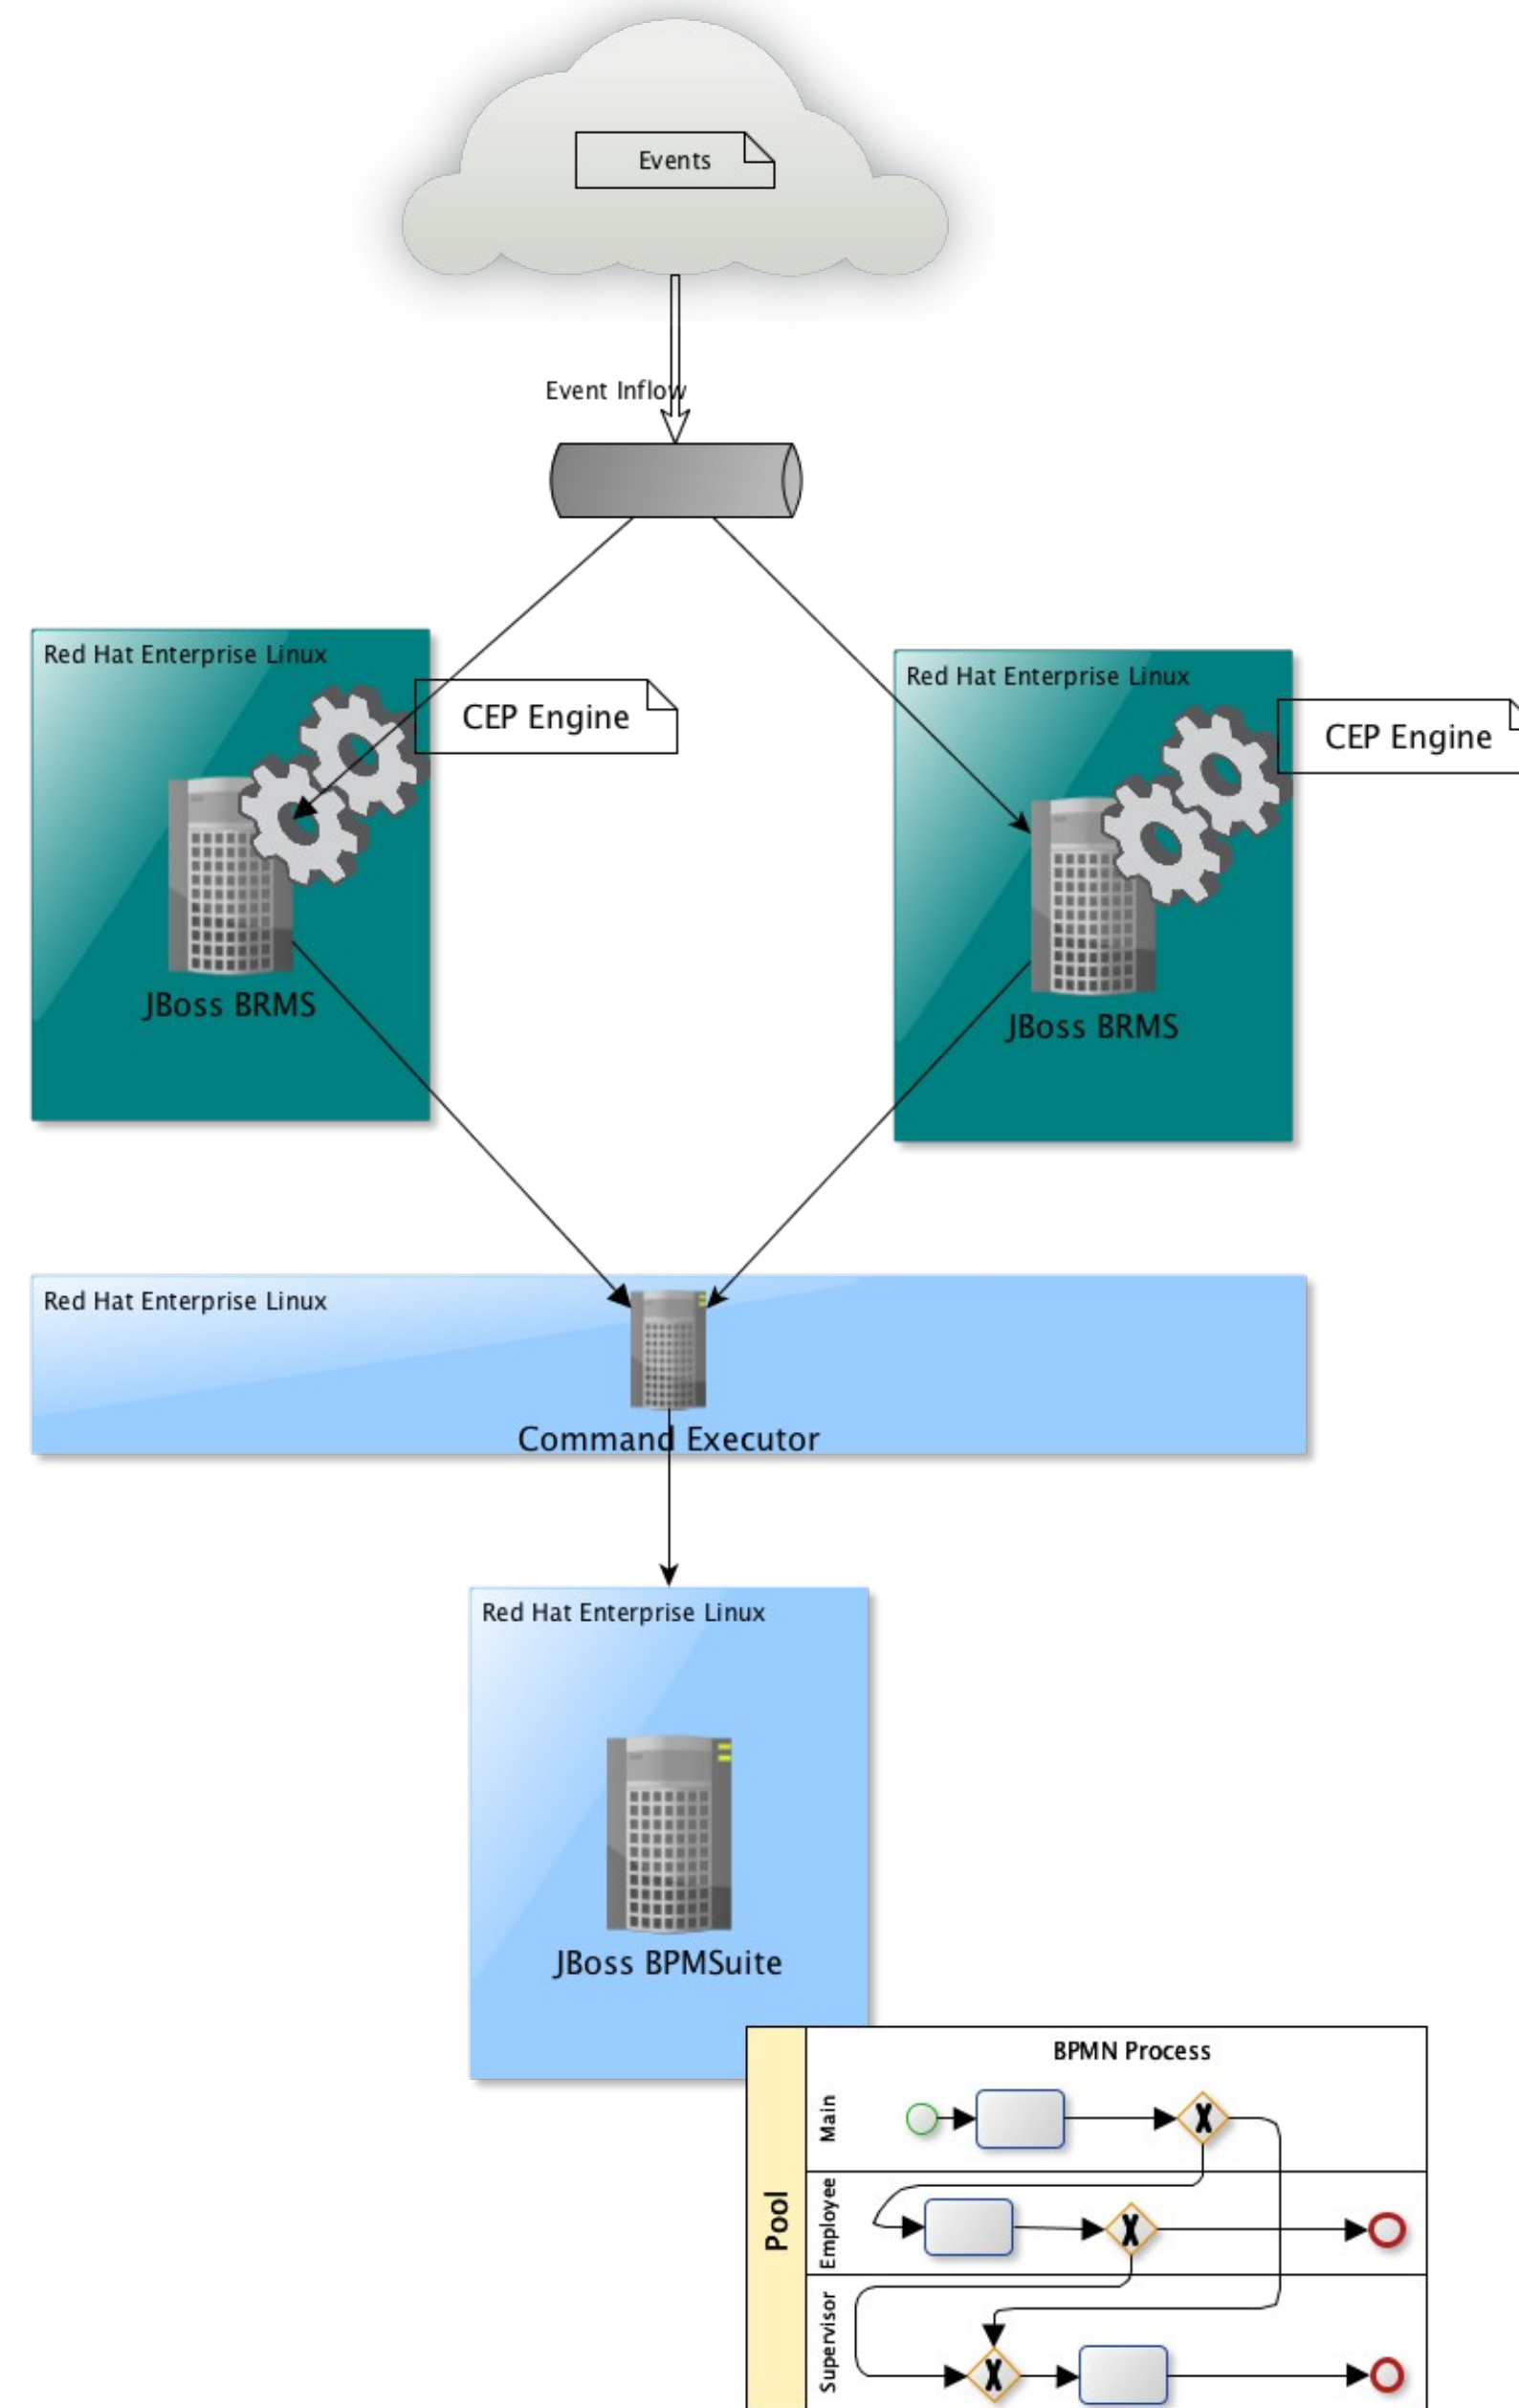 Events
Event Inflow
Red Hat Enterprise Linux
CEP Engine
JBoss BRMS
Red Hat Enterprise Linux
CEP Engine
JBoss BRMS
Red Hat Enterprise Linux
Command Executor
Red Hat Enterprise Linux
JBoss BPMSuite
BPMN Process
Pool
Main
Employee
Supervisor